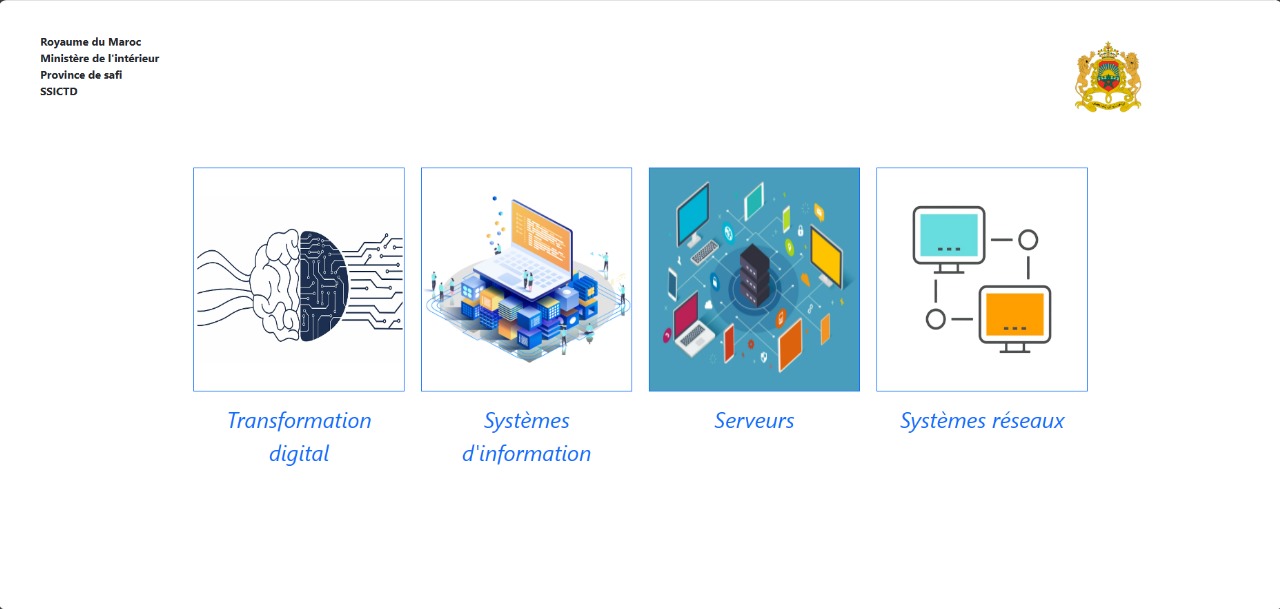 Royaume du Maroc
Ministère de l'intérieur
Province de safi
SSICTD
Transformation
digital
Systèmes
d'information
Serveurs
Systèmes réseaux